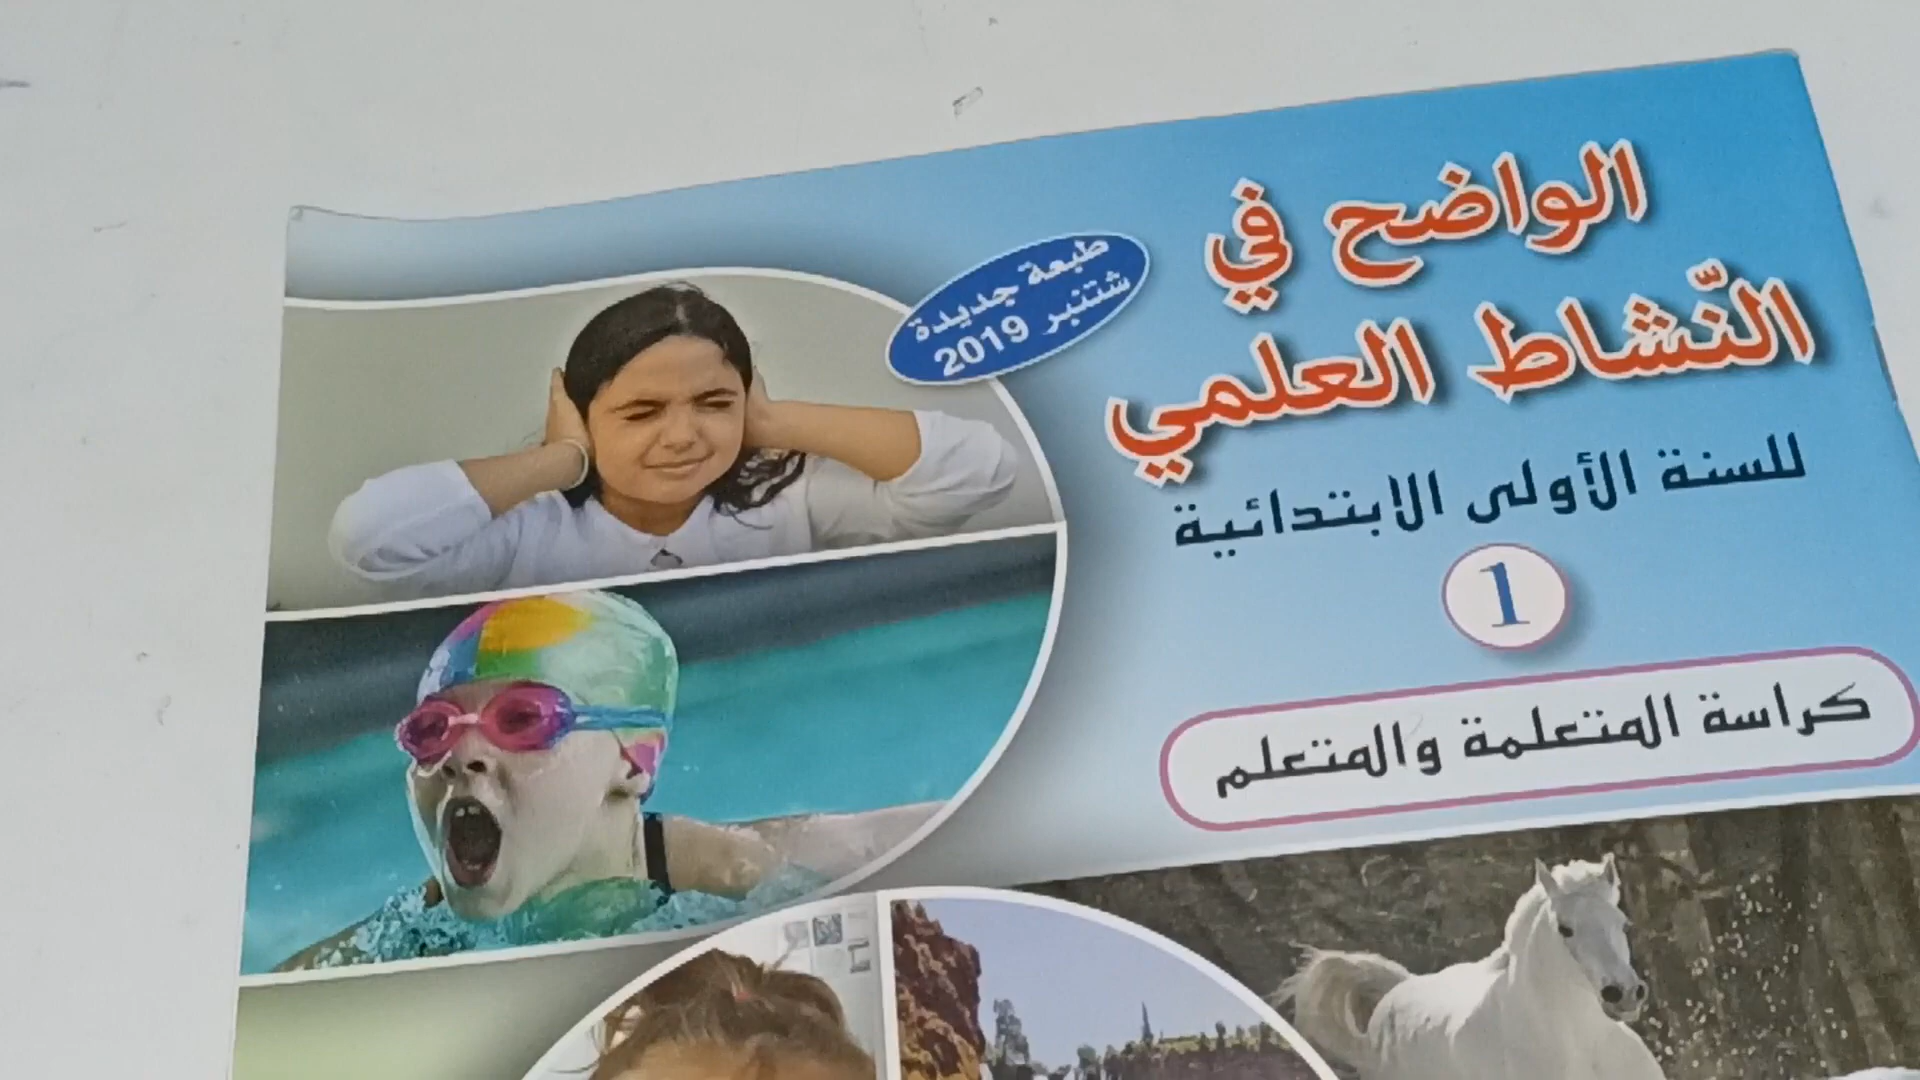 الواضح في
النّشاط العلمي
طبعة جديدة
شتنبر 2019
للسنة الأولى الابتدائية
1
كراسة المتعلمة والمتعلم